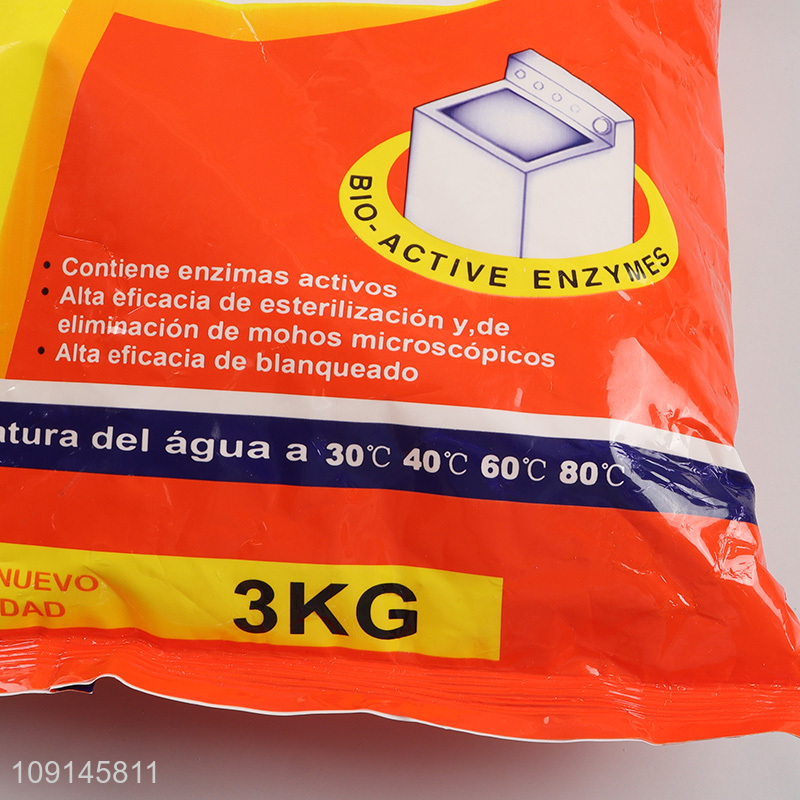 BIO-ACTIVE ENZYMES
• Contiene enzimas activos
• Alta eficacia de esterilización y,de
eliminación de mohos microscópicos
• Alta eficacia de blanqueado
atura del água a 30℃ 40℃ 60℃ 80℃
NUEVO
DAD
3KG
109145811